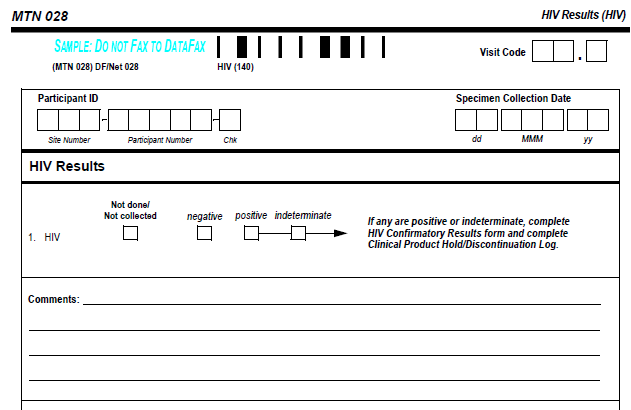 MTN 028
HIV Results (HIV)
SAMPLE: DO NOT FAX TO DATAFAX
Visit Code
.
(MTN 028) DF/Net 028
HIV (140)
Participant ID
Specimen Collection Date
- -
Site Number Participant Number Chk
dd MMM yy
HIV Results
Not done/
Not collected
negative positive indeterminate
1. HIV
If any are positive or indeterminate, complete
HIV Confirmatory Results form and complete
Clinical Product Hold/Discontinuation Log.
Comments: